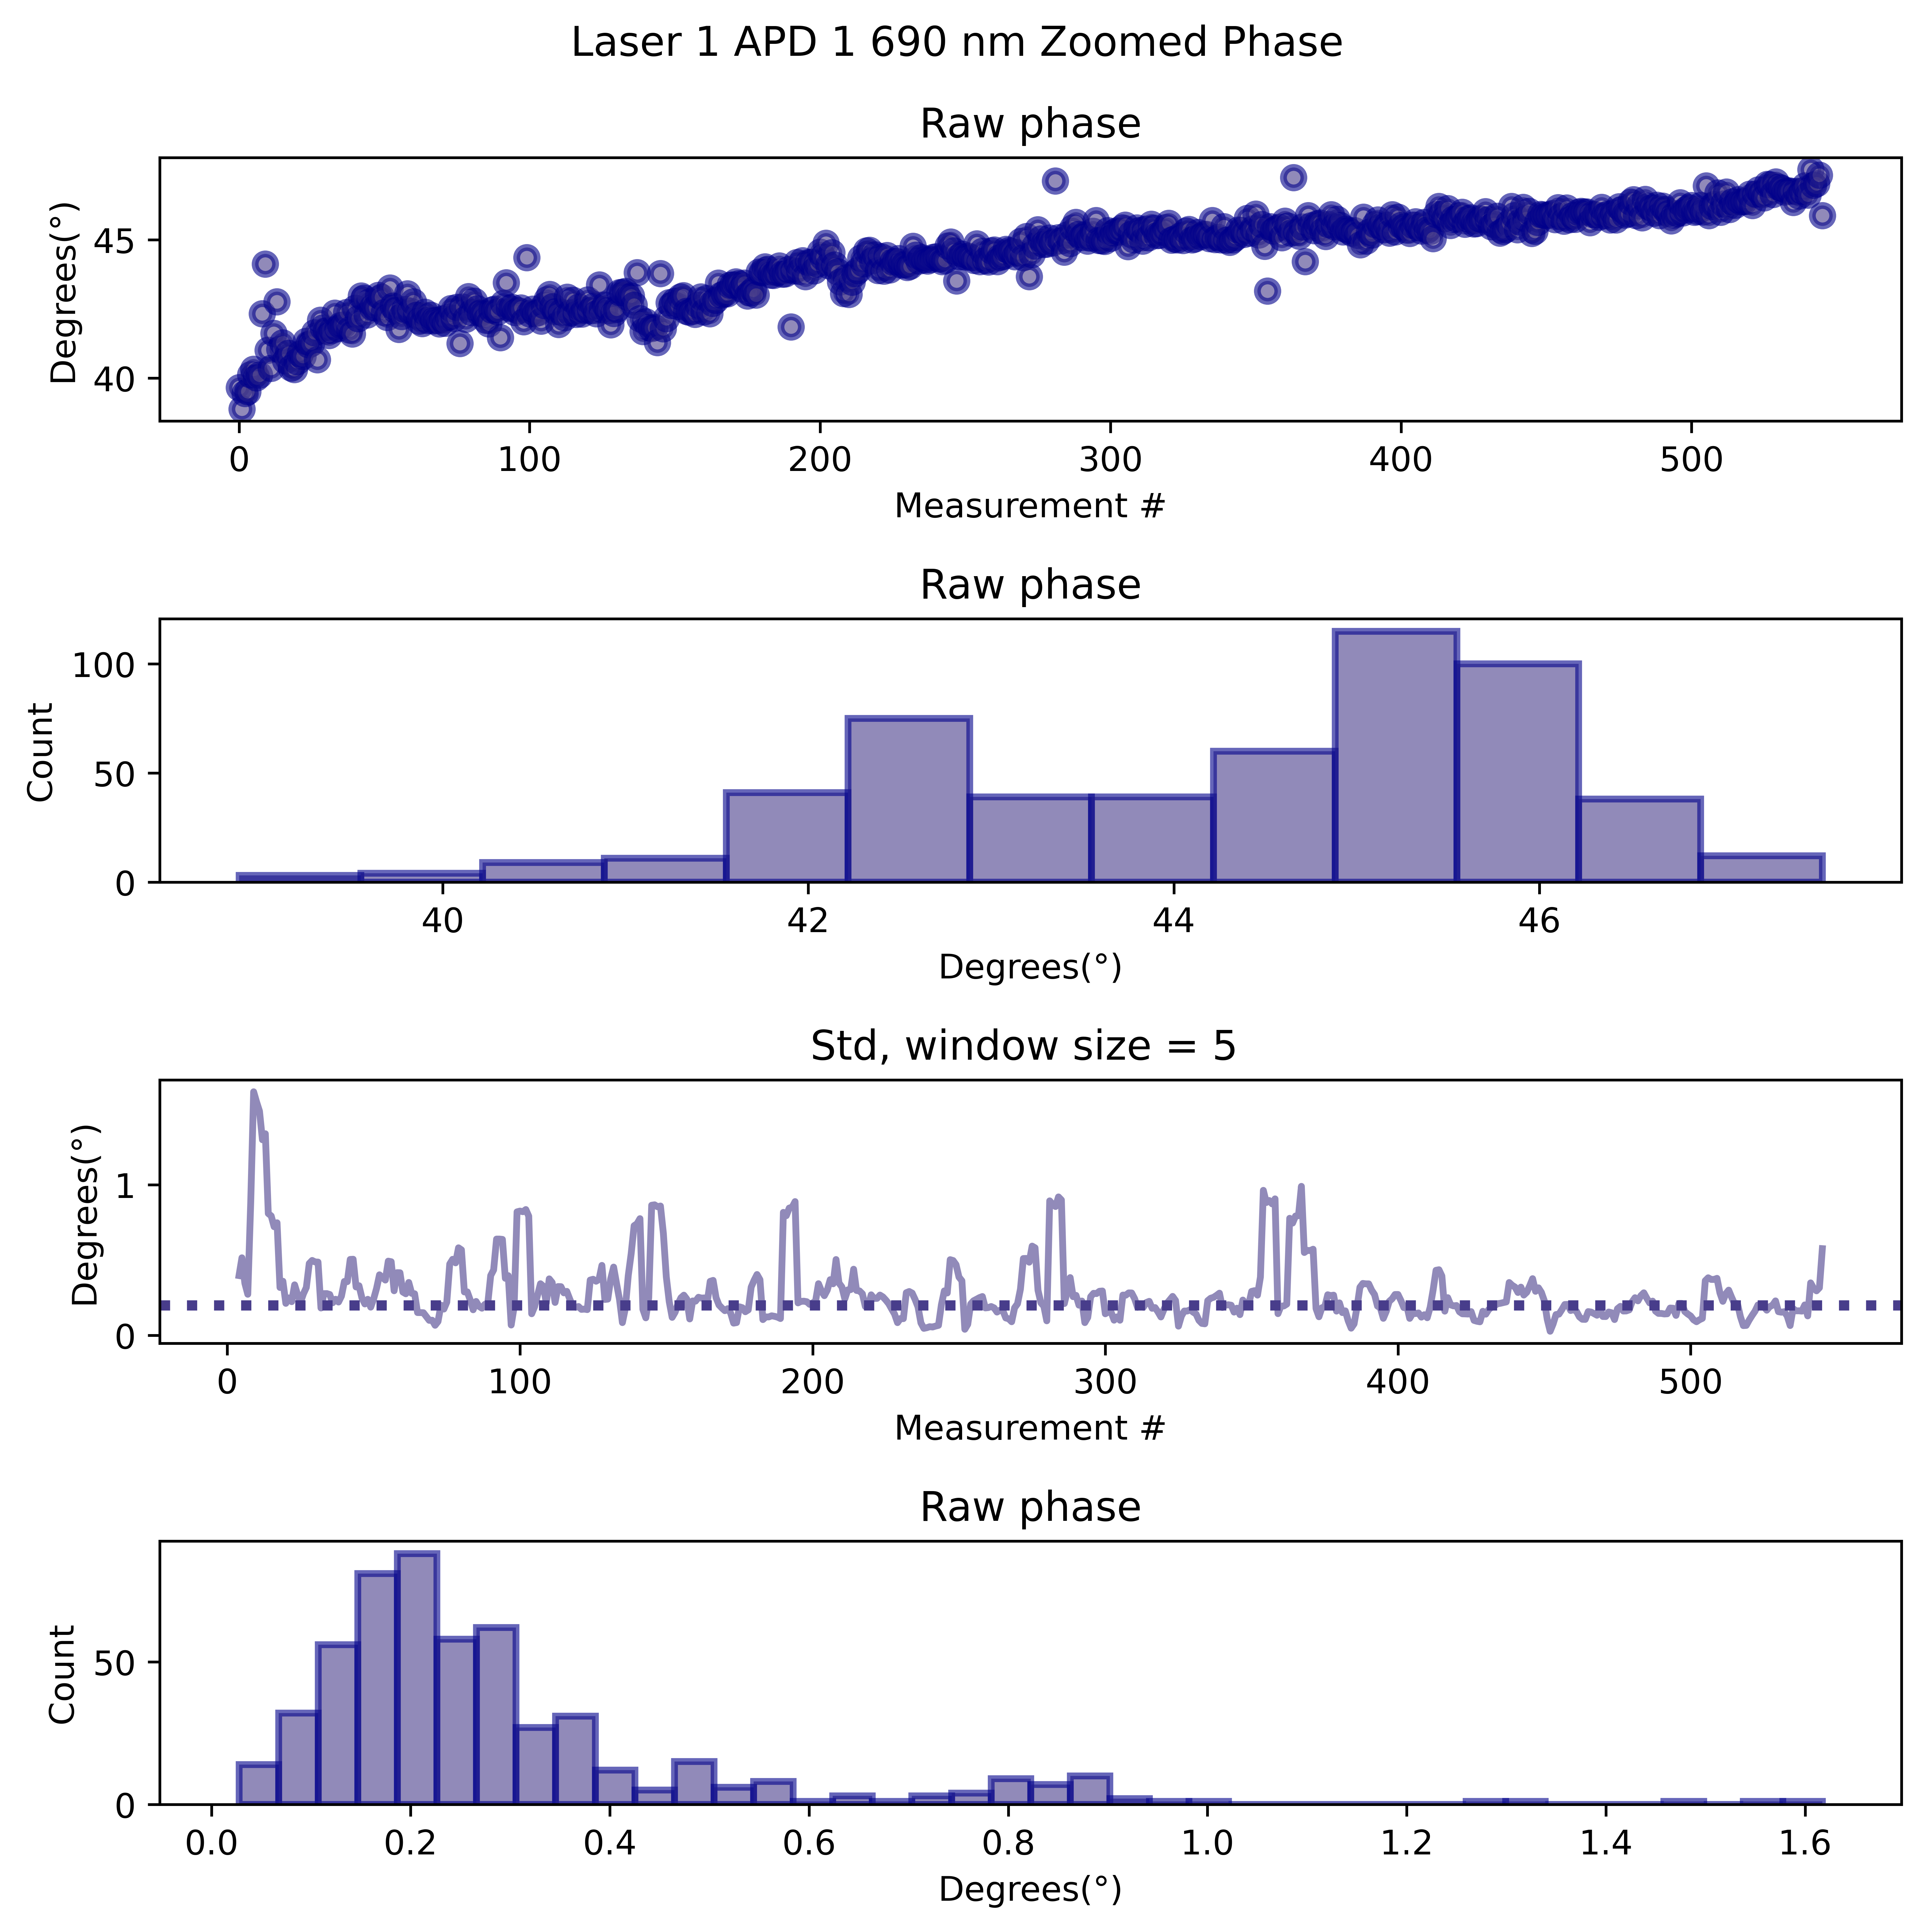 Laser 1 APD 1 690 nm Zoomed Phase
Raw phase
Degrees(°)
45
40
0 100 200 300 400 500
Measurement #
Raw phase
Count
100
50
0
40 42 44 46
Degrees(°)
Std, window size = 5
Degrees(°)
1
0
0 100 200 300 400 500
Measurement #
Raw phase
Count
50
0
0.0 0.2 0.4 0.6 0.8 1.0 1.2 1.4 1.6
Degrees(°)